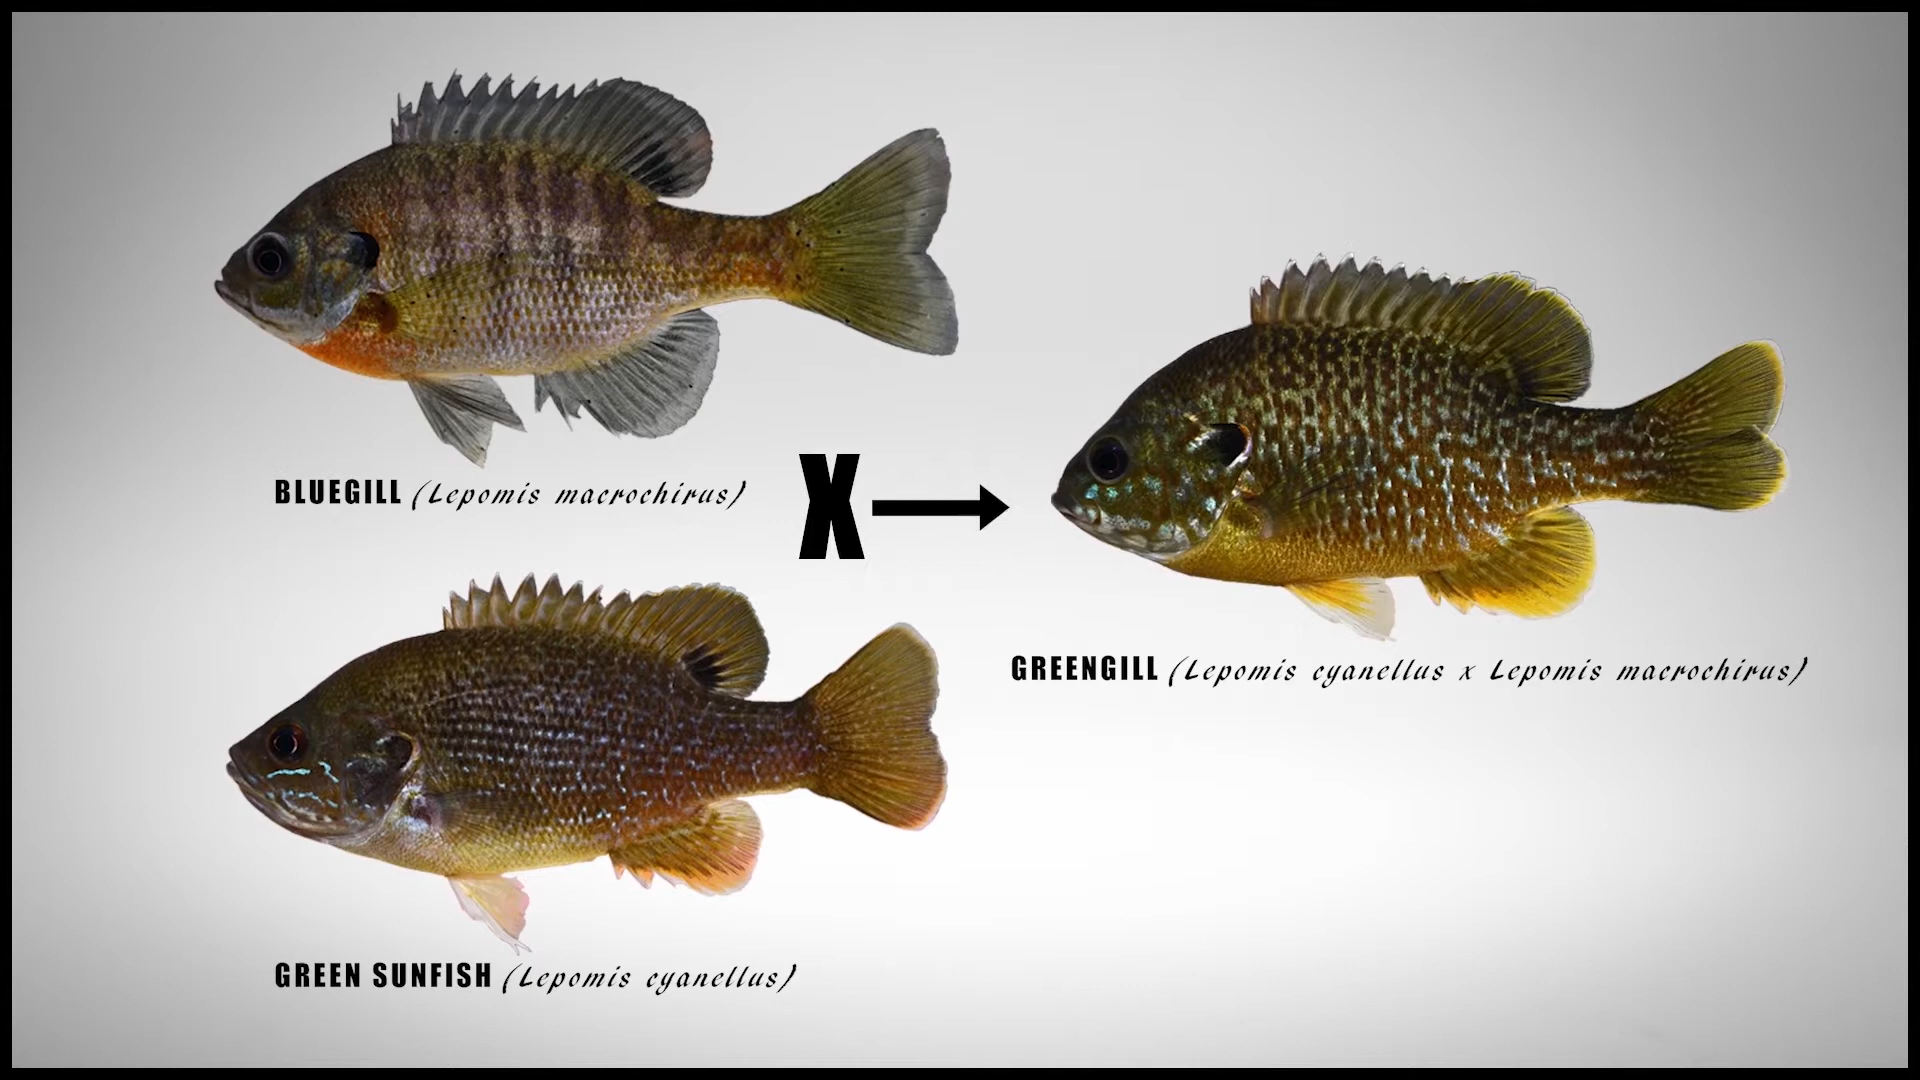 BLUEGILL (Lepomis macrochirus)
X
GREENGILL (Lepomis cyanellus x Lepomis macrochirus)
GREEN SUNFISH (Lepomis cyanellus)